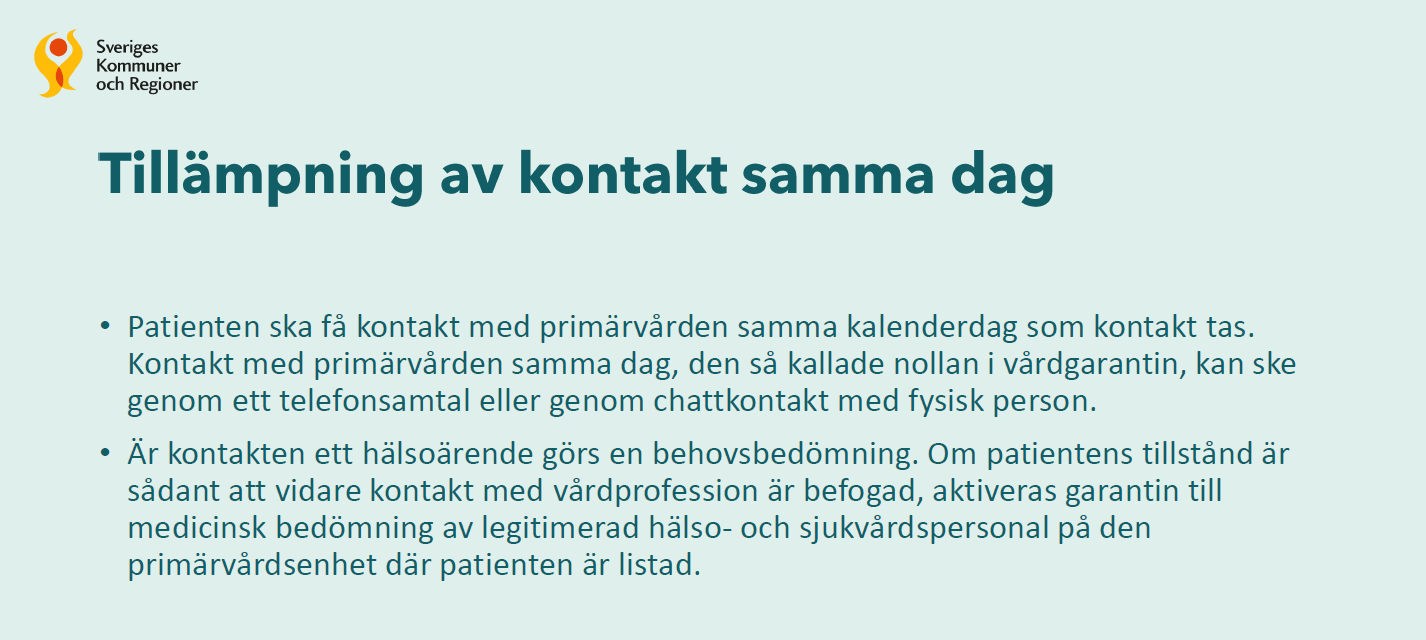 Sveriges
Kommuner
och Regioner
Tillämpning av kontakt samma dag
• Patienten ska få kontakt med primärvården samma kalenderdag som kontakt tas.
Kontakt med primärvården samma dag, den så kallade nollan i vårdgarantin, kan ske
genom ett telefonsamtal eller genom chattkontakt med fysisk person.
• Är kontakten ett hälsoärende görs en behovsbedömning. Om patientens tillstånd är
sådant att vidare kontakt med vårdprofession är befogad, aktiveras garantin till
medicinsk bedömning av legitimerad hälso- och sjukvårdspersonal på den
primärvårdsenhet där patienten är listad.